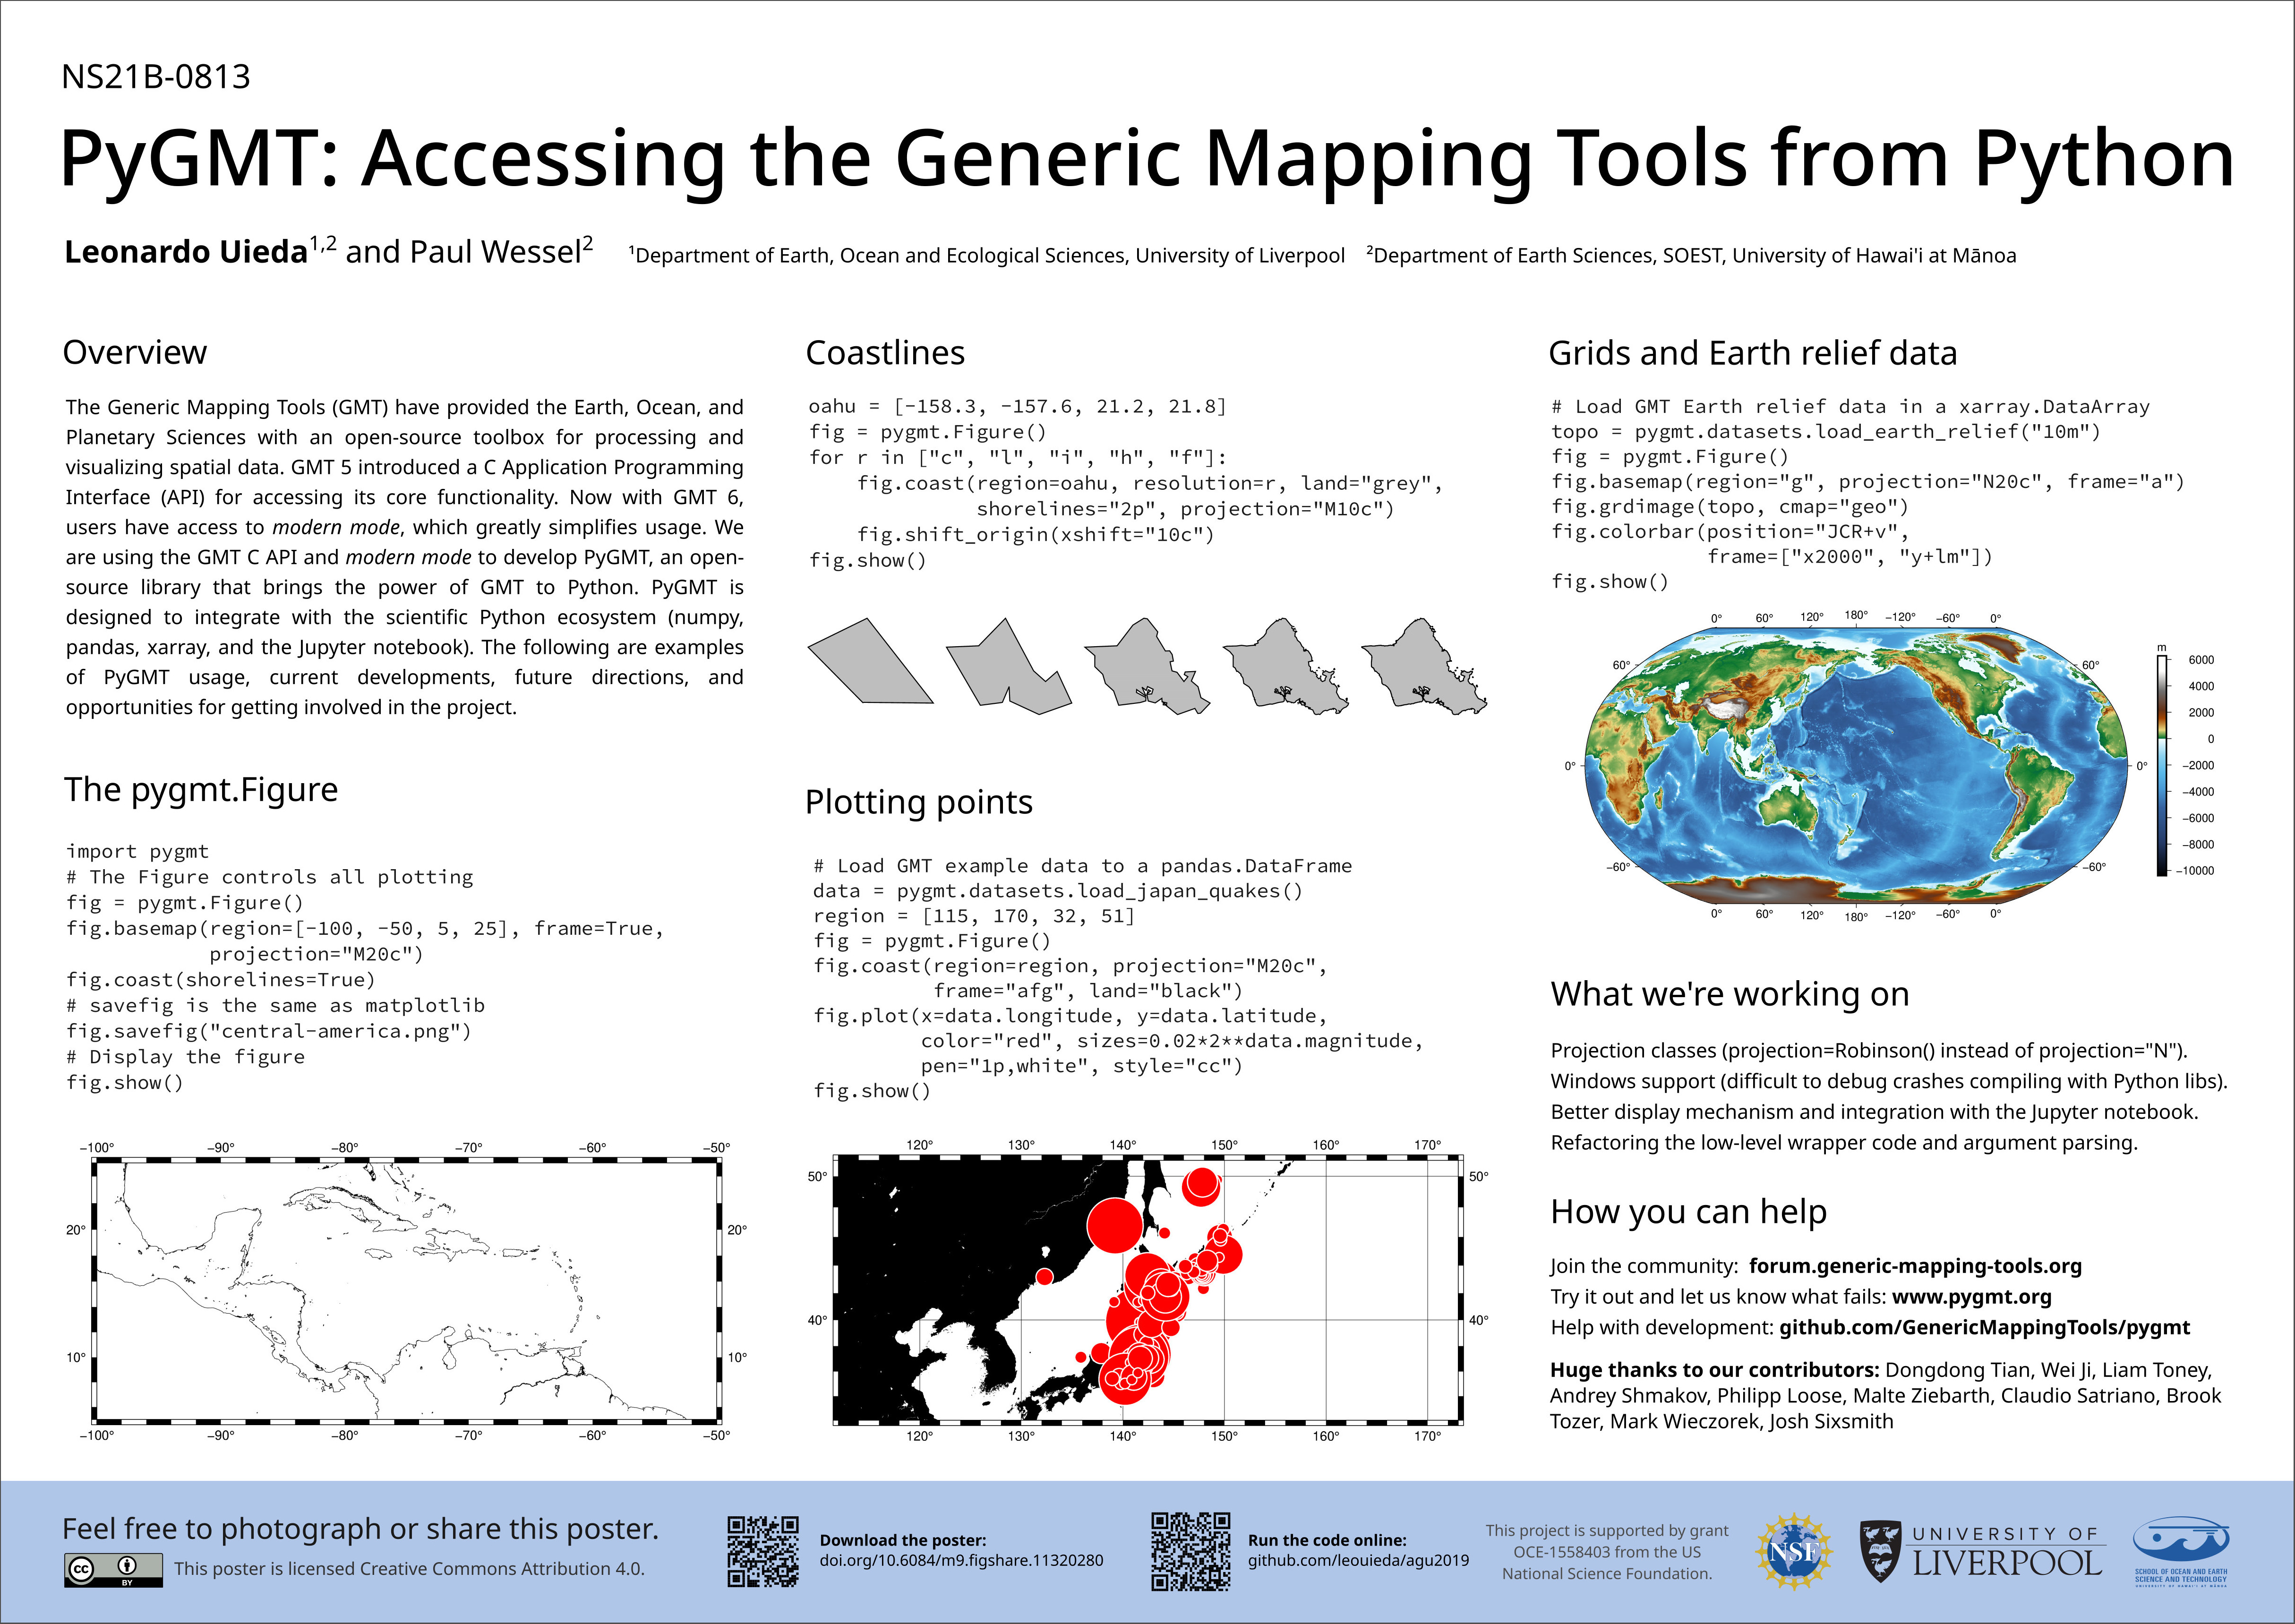 NS21B-0813
PyGMT: Accessing the Generic Mapping Tools from Python
Leonardo Uieda1,2 and Paul Wessel2 1Department of Earth, Ocean and Ecological Sciences, University of Liverpool 2Department of Earth Sciences, SOEST, University of Hawai'i at Mānoa
Overview
The Generic Mapping Tools (GMT) have provided the Earth, Ocean, and
Planetary Sciences with an open-source toolbox for processing and
visualizing spatial data. GMT 5 introduced a C Application Programming
Interface (API) for accessing its core functionality. Now with GMT 6,
users have access to modern mode, which greatly simplifies usage. We
are using the GMT C API and modern mode to develop PyGMT, an open-
source library that brings the power of GMT to Python. PyGMT is
designed to integrate with the scientific Python ecosystem (numpy,
pandas, xarray, and the Jupyter notebook). The following are examples
of PyGMT usage, current developments, future directions, and
opportunities for getting involved in the project.
The pygmt.Figure
import pygmt
# The Figure controls all plotting
fig = pygmt.Figure()
fig.basemap(region=[-100, -50, 5, 25], frame=True,
            projection="M20c")
fig.coast(shorelines=True)
# savefig is the same as matplotlib
fig.savefig("central-america.png")
# Display the figure
fig.show()
−100° −90° −80° −70° −60° −50°
20° 20°
10° 10°
−100° −90° −80° −70° −60° −50°
Coastlines
oahu = [-158.3, -157.6, 21.2, 21.8]
fig = pygmt.Figure()
for r in ["c", "l", "i", "h", "f"]:
    fig.coast(region=oahu, resolution=r, land="grey",
              shorelines="2p", projection="M10c")
    fig.shift_origin(xshift="10c")
fig.show()
Plotting points
# Load GMT example data to a pandas.DataFrame
data = pygmt.datasets.load_japan_quakes()
region = [115, 170, 32, 51]
fig = pygmt.Figure()
fig.coast(region=region, projection="M20c",
          frame="afg", land="black")
fig.plot(x=data.longitude, y=data.latitude,
         color="red", sizes=0.02*2**data.magnitude,
         pen="1p,white", style="cc")
fig.show()
120° 130° 140° 150° 160° 170°
50° 50°
40° 40°
120° 130° 140° 150° 160° 170°
Grids and Earth relief data
# Load GMT Earth relief data in a xarray.DataArray
topo = pygmt.datasets.load_earth_relief("10m")
fig = pygmt.Figure()
fig.basemap(region="g", projection="N20c", frame="a")
fig.grdimage(topo, cmap="geo")
fig.colorbar(position="JCR+v",
             frame=["x2000", "y+lm"])
fig.show()
0° 60° 120° 180° −120° −60° 0°
60° 60°
0° 0°
−60° −60°
0° 60° 120° 180° −120° −60° 0°
m
6000
4000
2000
0
−2000
−4000
−6000
−8000
−10000
What we're working on
Projection classes (projection=Robinson() instead of projection="N").
Windows support (difficult to debug crashes compiling with Python libs).
Better display mechanism and integration with the Jupyter notebook.
Refactoring the low-level wrapper code and argument parsing.
How you can help
Join the community: forum.generic-mapping-tools.org
Try it out and let us know what fails: www.pygmt.org
Help with development: github.com/GenericMappingTools/pygmt
Huge thanks to our contributors: Dongdong Tian, Wei Ji, Liam Toney,
Andrey Shmakov, Philipp Loose, Malte Ziebarth, Claudio Satriano, Brook
Tozer, Mark Wieczorek, Josh Sixsmith
Feel free to photograph or share this poster.
cc BY
This poster is licensed Creative Commons Attribution 4.0.
Download the poster:
doi.org/10.6084/m9.figshare.11320280
Run the code online:
github.com/leouieda/agu2019
This project is supported by grant
OCE-1558403 from the US
National Science Foundation.
NSF
UNIVERSITY OF
LIVERPOOL
SCHOOL OF OCEAN AND EARTH
SCIENCE AND TECHNOLOGY
UNIVERSITY OF HAWAI'I AT MĀNOA